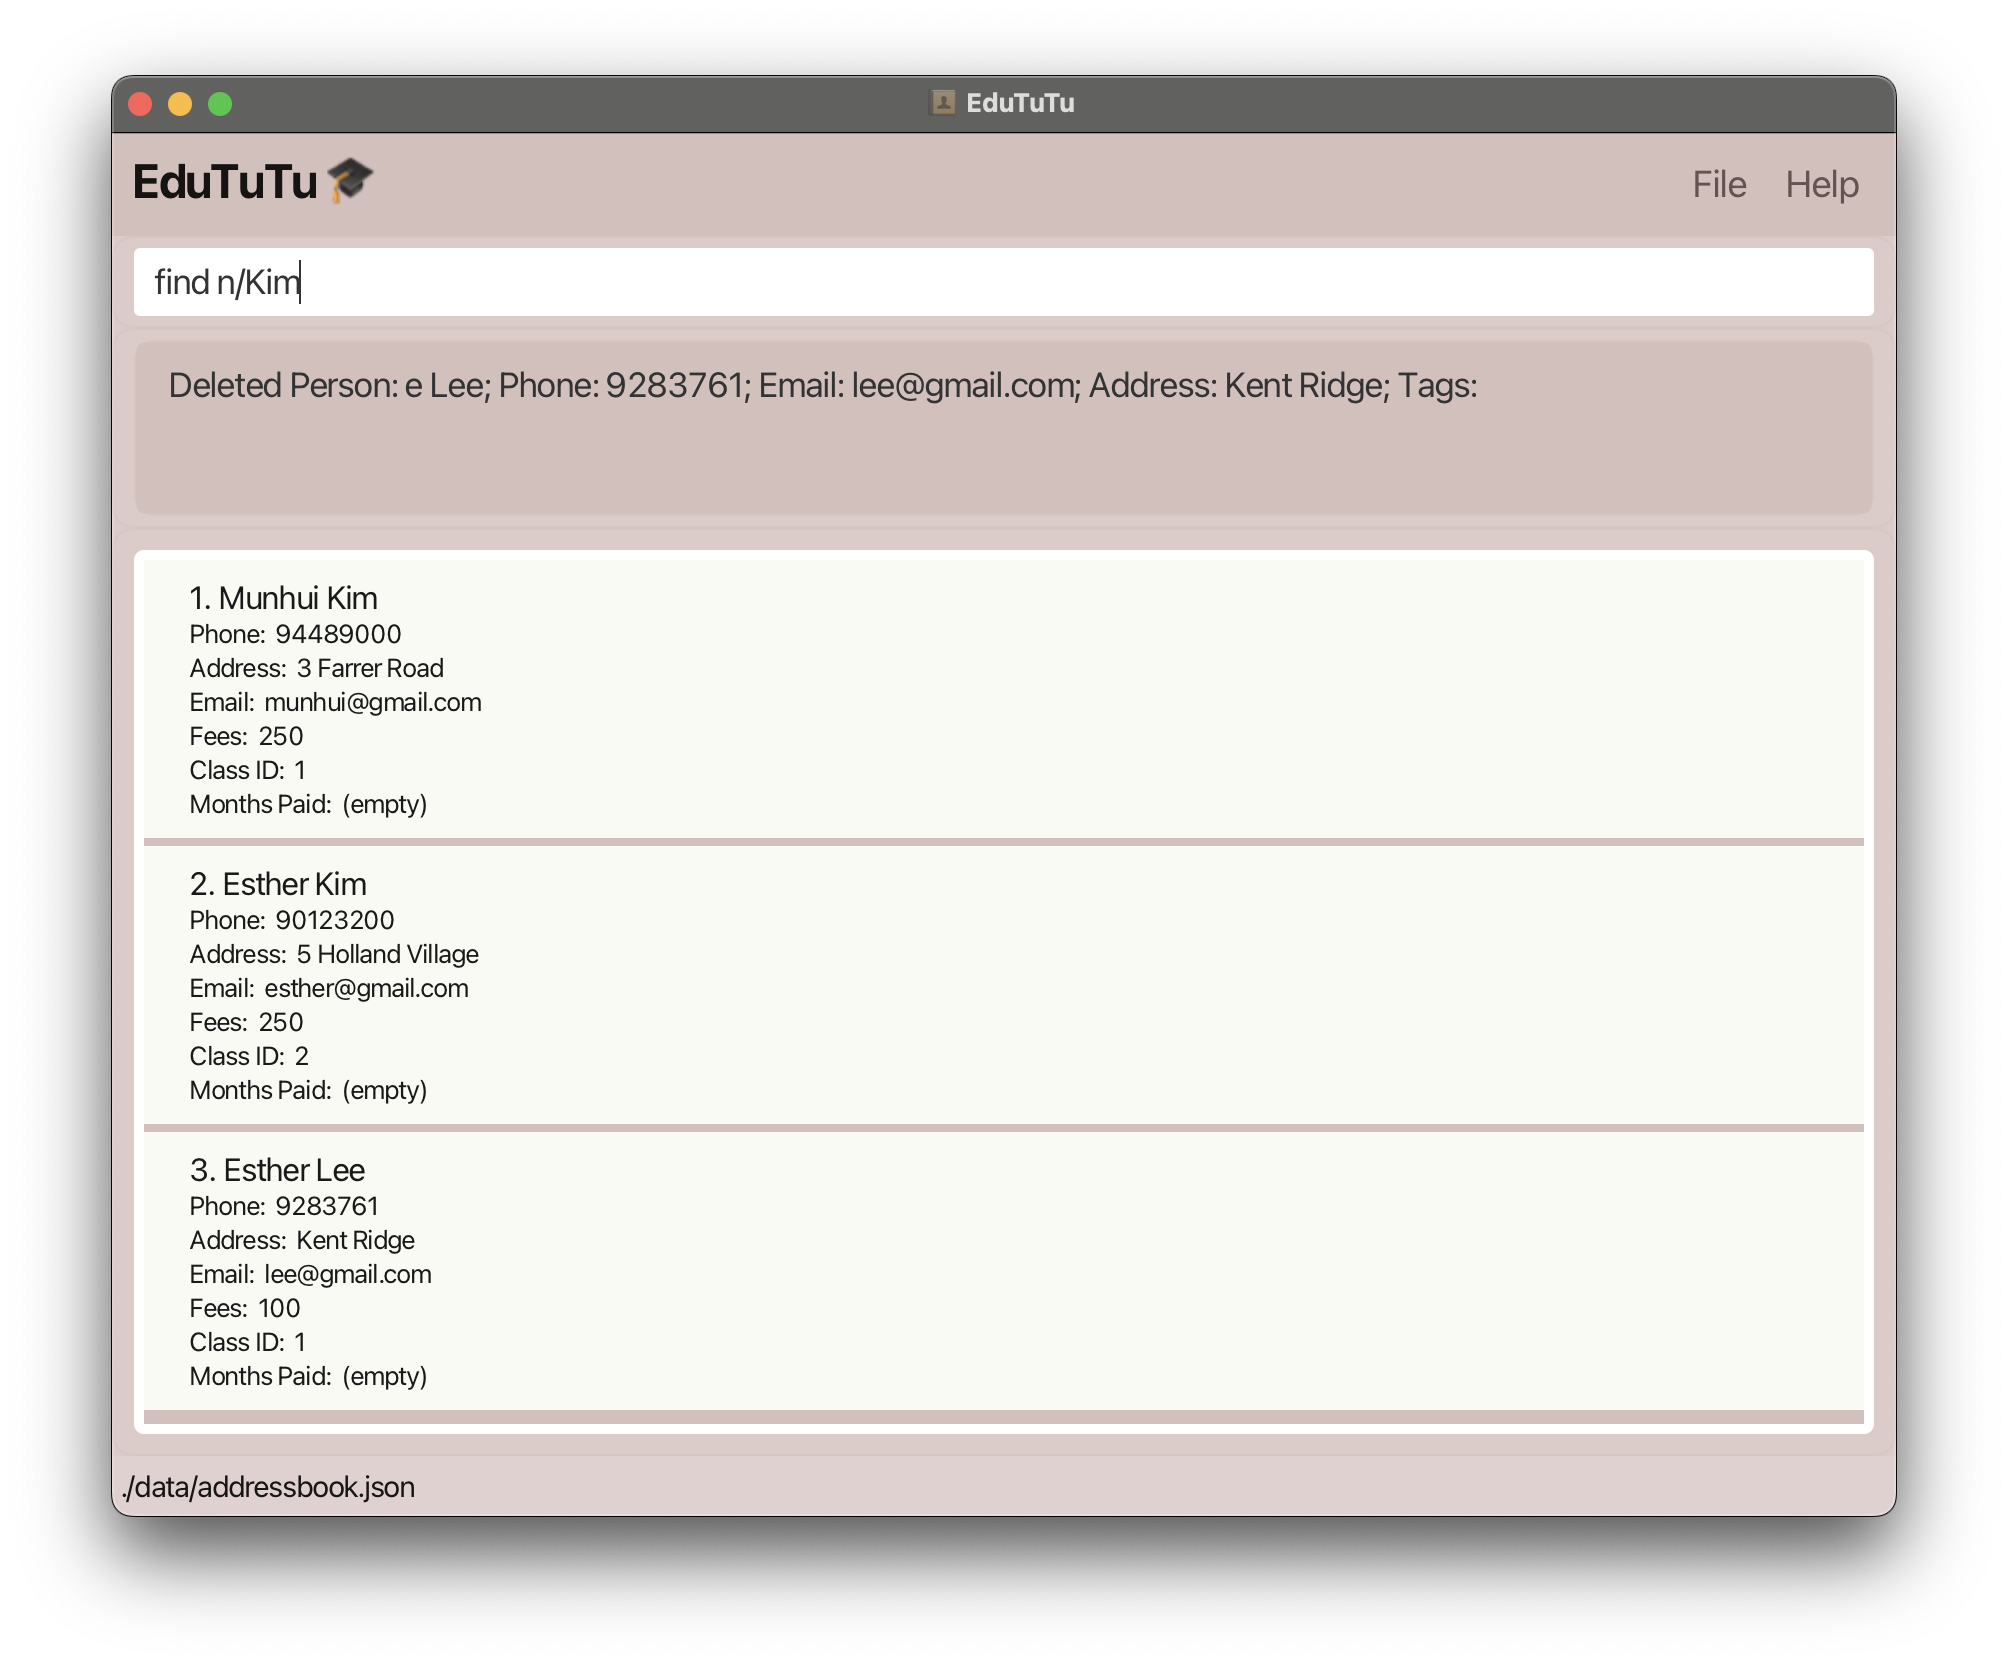 EduTuTu
EduTuTu
File Help
find n/Kim
Deleted Person: e Lee; Phone: 9283761; Email: lee@gmail.com; Address: Kent Ridge; Tags:
1. Munhui Kim
Phone: 94489000
Address: 3 Farrer Road
Email: munhui@gmail.com
Fees: 250
Class ID: 1
Months Paid: (empty)
2. Esther Kim
Phone: 90123200
Address: 5 Holland Village
Email: esther@gmail.com
Fees: 250
Class ID: 2
Months Paid: (empty)
3. Esther Lee
Phone: 9283761
Address: Kent Ridge
Email: lee@gmail.com
Fees: 100
Class ID: 1
Months Paid: (empty)
./data/addressbook.json